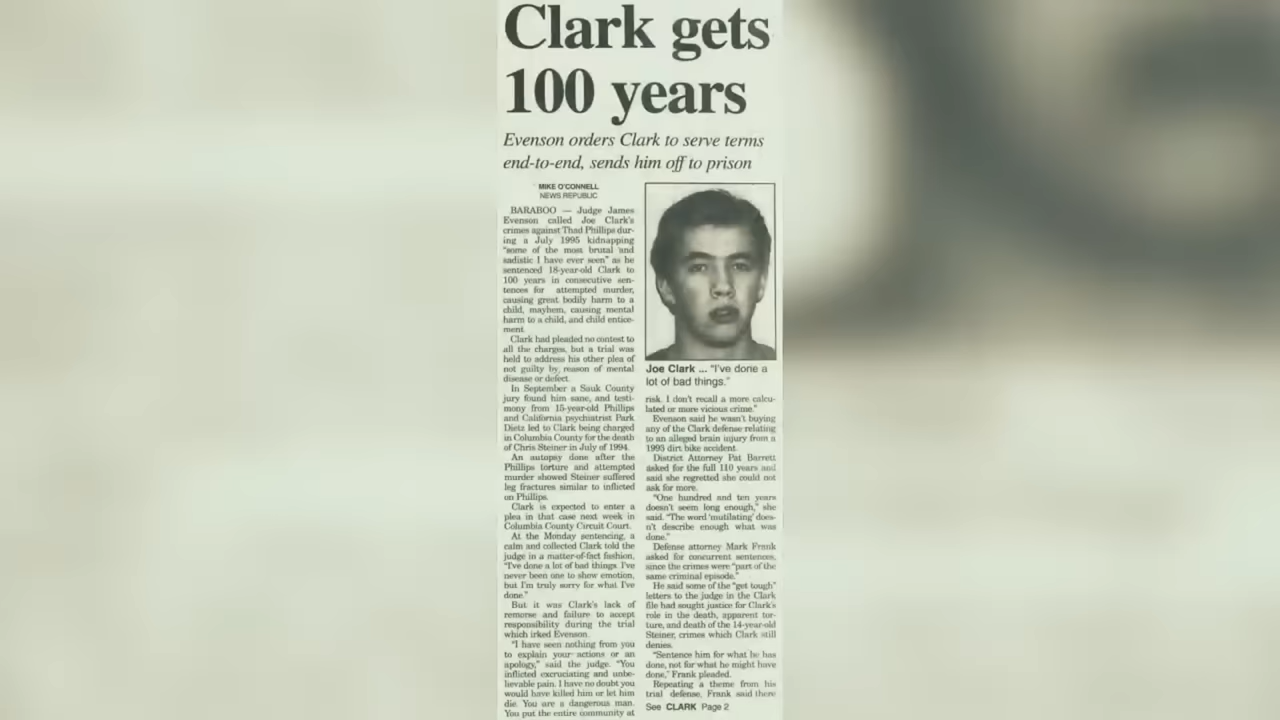 Clark gets
100 years
Evenson orders Clark to serve terms
end-to-end, sends him off to prison
MIKE O'CONNELL
NEWS REPUBLIC
BARABOO — Judge James
Evenson called Joe Clark's
crimes against Thad Phillips dur-
ing a July 1995 kidnapping
"some of the most brutal and
sadistic I have ever seen" as he
sentenced 18-year-old Clark to
100 years in consecutive sen-
tences for attempted murder,
causing great bodily harm to a
child, mayhem, causing mental
harm to a child, and child entice-
ment.
Clark had pleaded no contest to
all the charges, but a trial was
held to address his other plea of
not guilty by reason of mental
disease or defect.
In September a Sauk County
jury found him sane, and testi-
mony from 15-year-old Phillips
and California psychiatrist Park
Dietz led to Clark being charged
in Columbia County for the death
of Chris Steiner in July of 1994.
An autopsy done after the
Phillips torture and attempted
murder showed Steiner suffered
leg fractures similar to inflicted
on Phillips.
Clark is expected to enter a
plea in that case next week in
Columbia County Circuit Court.
At the Monday sentencing, a
calm and collected Clark told the
judge in a matter-of-fact fashion,
"I've done a lot of bad things. I've
never been one to show emotion,
but I'm truly sorry for what I've
done."
But it was Clark's lack of
remorse and failure to accept
responsibility during the trial
which irked Evenson.
"I have seen nothing from you
to explain your actions or an
apology," said the judge. "You
inflicted excruciating and unbe-
lievable pain. I have no doubt you
would have killed him or let him
die. You are a dangerous man.
You put the entire community at
Joe Clark ... "I've done a
lot of bad things."
risk. I don't recall a more calcu-
lated or more vicious crime."
Evenson said he wasn't buying
any of the Clark defense relating
to an alleged brain injury from a
1993 dirt bike accident.
District Attorney Pat Barrett
asked for the full 110 years and
said she regretted she could not
ask for more.
"One hundred and ten years
doesn't seem long enough," she
said. "The word 'mutilating' does-
n't describe enough what was
done."
Defense attorney Mark Frank
asked for concurrent sentences,
since the crimes were "part of the
same criminal episode."
He said some of the "get tough"
letters to the judge in the Clark
file had sought justice for Clark's
role in the death, apparent tor-
ture, and death of the 14-year-old
Steiner, crimes which Clark still
denies.
"Sentence him for what he has
done, not for what he might have
done," Frank pleaded.
Repeating a theme from his
trial defense, Frank said there
See CLARK Page 2